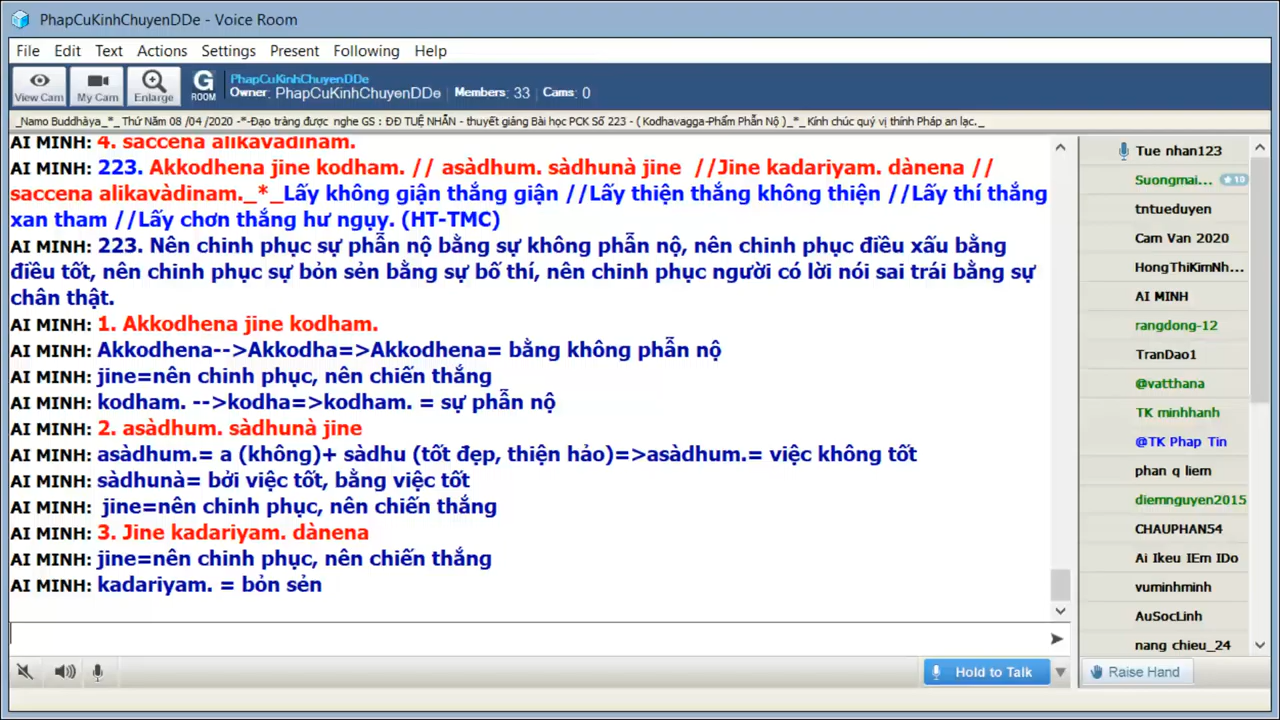 PhapCuKinhChuyenDDe - Voice Room
File Edit Text Actions Settings Present Following Help
View Cam My Cam Enlarge G ROOM
PhapCuKinhChuyenDDe
Owner: PhapCuKinhChuyenDDe Members: 33 Cams: 0
_Namo Buddhàya_*_ Thứ Năm 08 /04 /2020 -*-Đạo tràng được nghe GS : ĐĐ TUỆ NHẪN - thuyết giảng Bài học PCK Số 223 - ( Kodhavagga-Phẩm Phẫn Nộ )_*_ Kính chúc quý vị thính Pháp an lạc._
AI MINH: 4. saccena alikavàdinam.
AI MINH: 223. Akkodhena jine kodham. // asàdhum. sàdhunà jine //Jine kadariyam. dànena //
saccena alikavàdinam._*_Lấy không giận thắng giận //Lấy thiện thắng không thiện //Lấy thí thắng
xan tham //Lấy chơn thắng hư ngụy. (HT-TMC)
AI MINH: 223. Nên chinh phục sự phẫn nộ bằng sự không phẫn nộ, nên chinh phục điều xấu bằng
điều tốt, nên chinh phục sự bỏn sẻn bằng sự bố thí, nên chinh phục người có lời nói sai trái bằng sự
chân thật.
AI MINH: 1. Akkodhena jine kodham.
AI MINH: Akkodhena-->Akkodha=>Akkodhena= bằng không phẫn nộ
AI MINH: jine=nên chinh phục, nên chiến thắng
AI MINH: kodham. -->kodha=>kodham. = sự phẫn nộ
AI MINH: 2. asàdhum. sàdhunà jine
AI MINH: asàdhum.= a (không)+ sàdhu (tốt đẹp, thiện hảo)=>asàdhum.= việc không tốt
AI MINH: sàdhunà= bởi việc tốt, bằng việc tốt
AI MINH: jine=nên chinh phục, nên chiến thắng
AI MINH: 3. Jine kadariyam. dànena
AI MINH: jine=nên chinh phục, nên chiến thắng
AI MINH: kadariyam. = bỏn sẻn
Hold to Talk
Tue nhan123
Suongmai... 10
tntueduyen
Cam Van 2020
HongThiKimNh...
AI MINH
rangdong-12
TranDao1
@vatthana
TK minhhanh
@TK Phap Tin
phan q liem
diemnguyen2015
CHAUPHAN54
Ai Ikeu IEm IDo
vuminhminh
AuSocLinh
nang chieu_24
Raise Hand